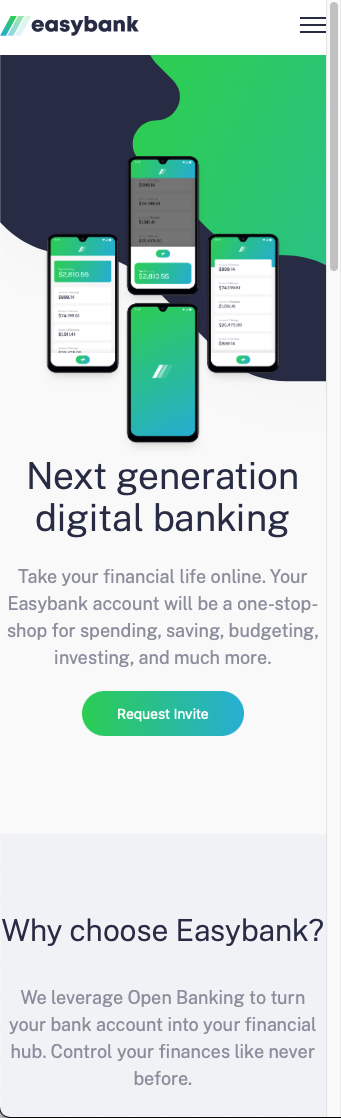 easybank
$2,810.55
$2,810.55
Next generation
digital banking
Take your financial life online. Your
Easybank account will be a one-stop-
shop for spending, saving, budgeting,
investing, and much more.
Request Invite
Why choose Easybank?
We leverage Open Banking to turn
your bank account into your financial
hub. Control your finances like never
before.